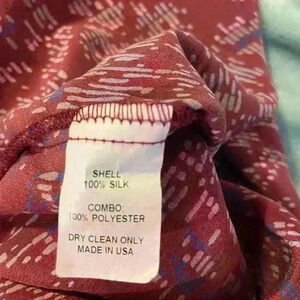 SHELL
100% SILK
COMBO:
100% POLYESTER
DRY CLEAN ONLY
MADE IN USA